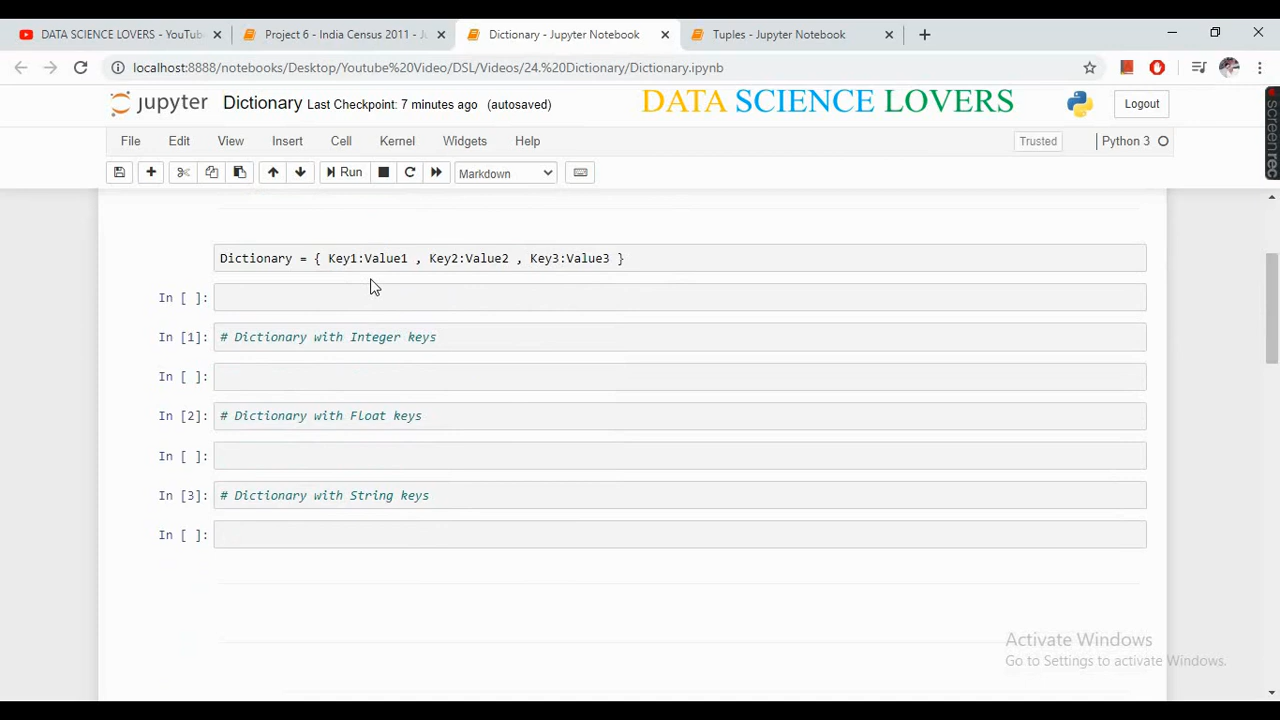 DATA SCIENCE LOVERS - YouTub
Project 6 - India Census 2011 - Ju
Dictionary - Jupyter Notebook
Tuples - Jupyter Notebook
localhost:8888/notebooks/Desktop/Youtube%20Video/DSL/Videos/24.%20Dictionary/Dictionary.ipynb
jupyter Dictionary Last Checkpoint: 7 minutes ago (autosaved)
DATA SCIENCE LOVERS
Logout
File Edit View Insert Cell Kernel Widgets Help
Trusted
Python 3
Run
Markdown
Dictionary = { Key1:Value1 , Key2:Value2 , Key3:Value3 }
In [ ]:
In [1]: # Dictionary with Integer keys
In [ ]:
In [2]: # Dictionary with Float keys
In [ ]:
In [3]: # Dictionary with String keys
In [ ]:
Activate Windows
Go to Settings to activate Windows.
screenrec